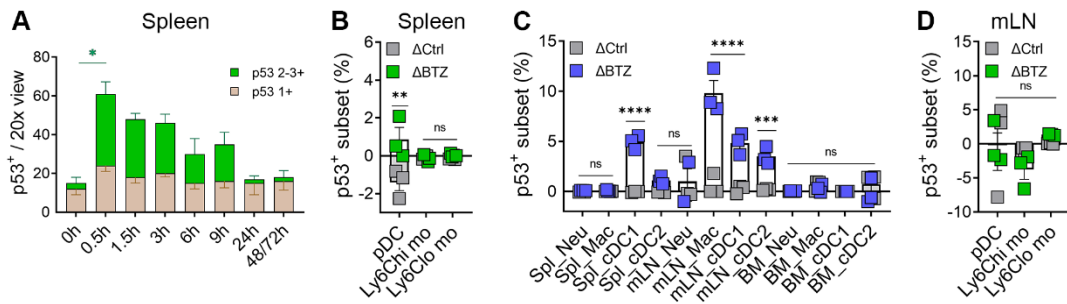 A
Spleen
*
p53 2-3+
p53 1+
p53⁺ / 20x view
80
60
40
20
0
0h
0.5h
1.5h
3h
6h
9h
24h
48/72h
B
Spleen
ΔCtrl
ΔBTZ
**
ns
p53⁺ subset (%)
6
4
2
0
-2
pDC
Ly6Chi mo
Ly6Clo mo
C
ΔCtrl
ΔBTZ
ns
****
ns
****
***
ns
p53⁺ subset (%)
15
10
5
0
Spl_Neu
Spl_Mac
Spl_cDC1
Spl_cDC2
mLN_Neu
mLN_Mac
mLN_cDC1
mLN_cDC2
BM_Neu
BM_Mac
BM_cDC1
BM_cDC2
D
mLN
ΔCtrl
ΔBTZ
ns
p53⁺ subset (%)
15
10
5
0
-5
-10
pDC
Ly6Chi mo
Ly6Clo mo